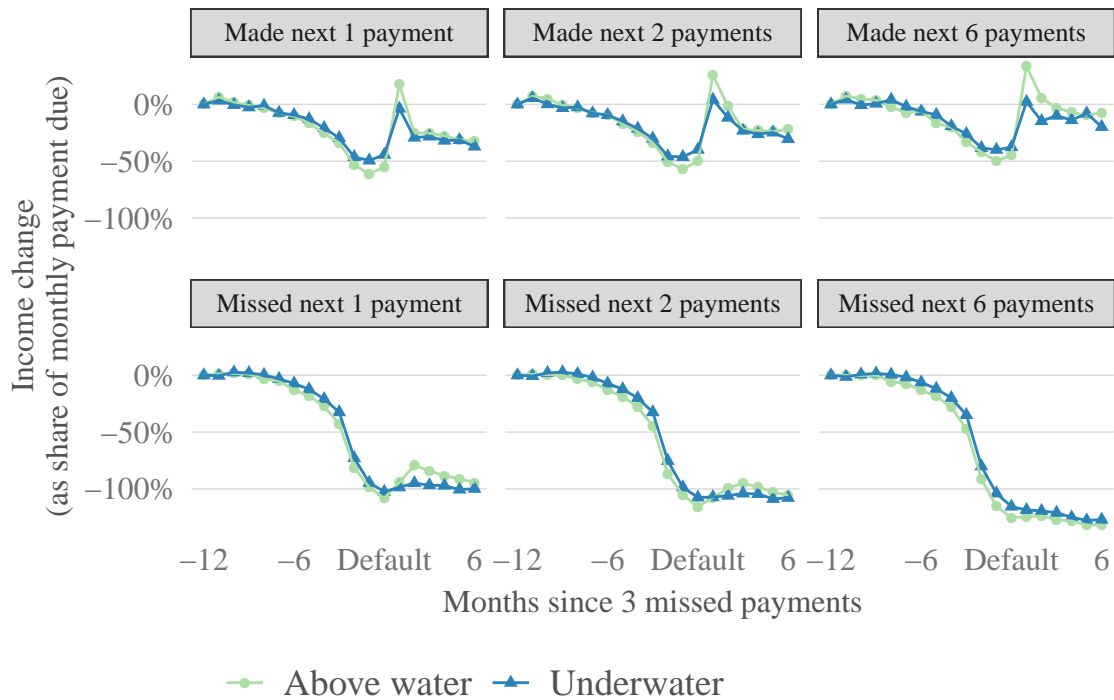 Made next 1 payment
Made next 2 payments
Made next 6 payments
0%
−50%
−100%
Income change
(as share of monthly payment due)
Missed next 1 payment
Missed next 2 payments
Missed next 6 payments
0%
−50%
−100%
−12 −6 Default 6
−12 −6 Default 6
−12 −6 Default 6
Months since 3 missed payments
Above water Underwater